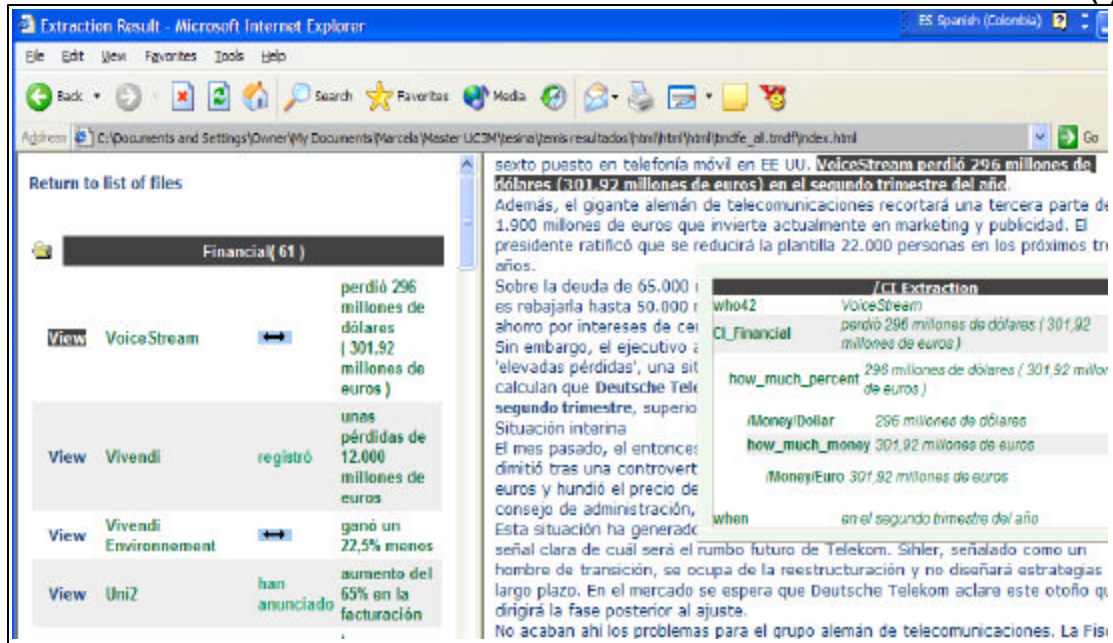 Extraction Result - Microsoft Internet Explorer
ES Spanish (Colombia)
File Edit View Favorites Tools Help
Back Search Favorites Media
Address C:\Documents and Settings\Owner\My Documents\Marcela\Master UC3M\tesina\temis resultados\html\html\html\tmdfe_all.tmdf\index.html Go
Return to list of files
Financial( 61 )
View VoiceStream perdió 296
millones de
dólares
( 301,92
millones de
euros )
View Vivendi registró unas
pérdidas de
12.000
millones de
euros
View Vivendi
Environnement ganó un
22,5% menos
View Uni2 han
anunciado aumento del
65% en la
facturación
sexto puesto en telefonía móvil en EE UU. VoiceStream perdió 296 millones de
dólares (301,92 millones de euros) en el segundo trimestre del año.
Además, el gigante alemán de telecomunicaciones recortará una tercera parte de
1.900 millones de euros que invierte actualmente en marketing y publicidad. El
presidente ratificó que se reducirá la plantilla 22.000 personas en los próximos
años.
Sobre la deuda de 65.000
es rebajarla hasta 50.000
ahorro por intereses de
Sin embargo, el ejecutivo
'elevadas pérdidas', una
calculan que Deutsche
segundo trimestre,
Situación interna
El mes pasado, el entonces
dimitió tras una
euros y hundió el precio de
consejo de administración,
Esta situación ha generado
señal clara de cuál será el rumbo futuro de Telekom. Sihler, señalado como un
hombre de transición, se ocupa de la reestructuración y no diseñará estrategias
largo plazo. En el mercado se espera que Deutsche Telekom aclare este otoño
dirigirá la fase posterior al ajuste.
No acaban ahí los problemas para el grupo alemán de telecomunicaciones. La
/CI Extraction
who42 VoiceStream
CI_Financial perdió 296 millones de dólares ( 301,92
millones de euros )
how_much_percent 296 millones de dólares ( 301,92
de euros )
/Money/Dollar 296 millones de dólares
how_much_money 301,92 millones de euros
/Money/Euro 301,92 millones de euros
when en el segundo trimestre del año